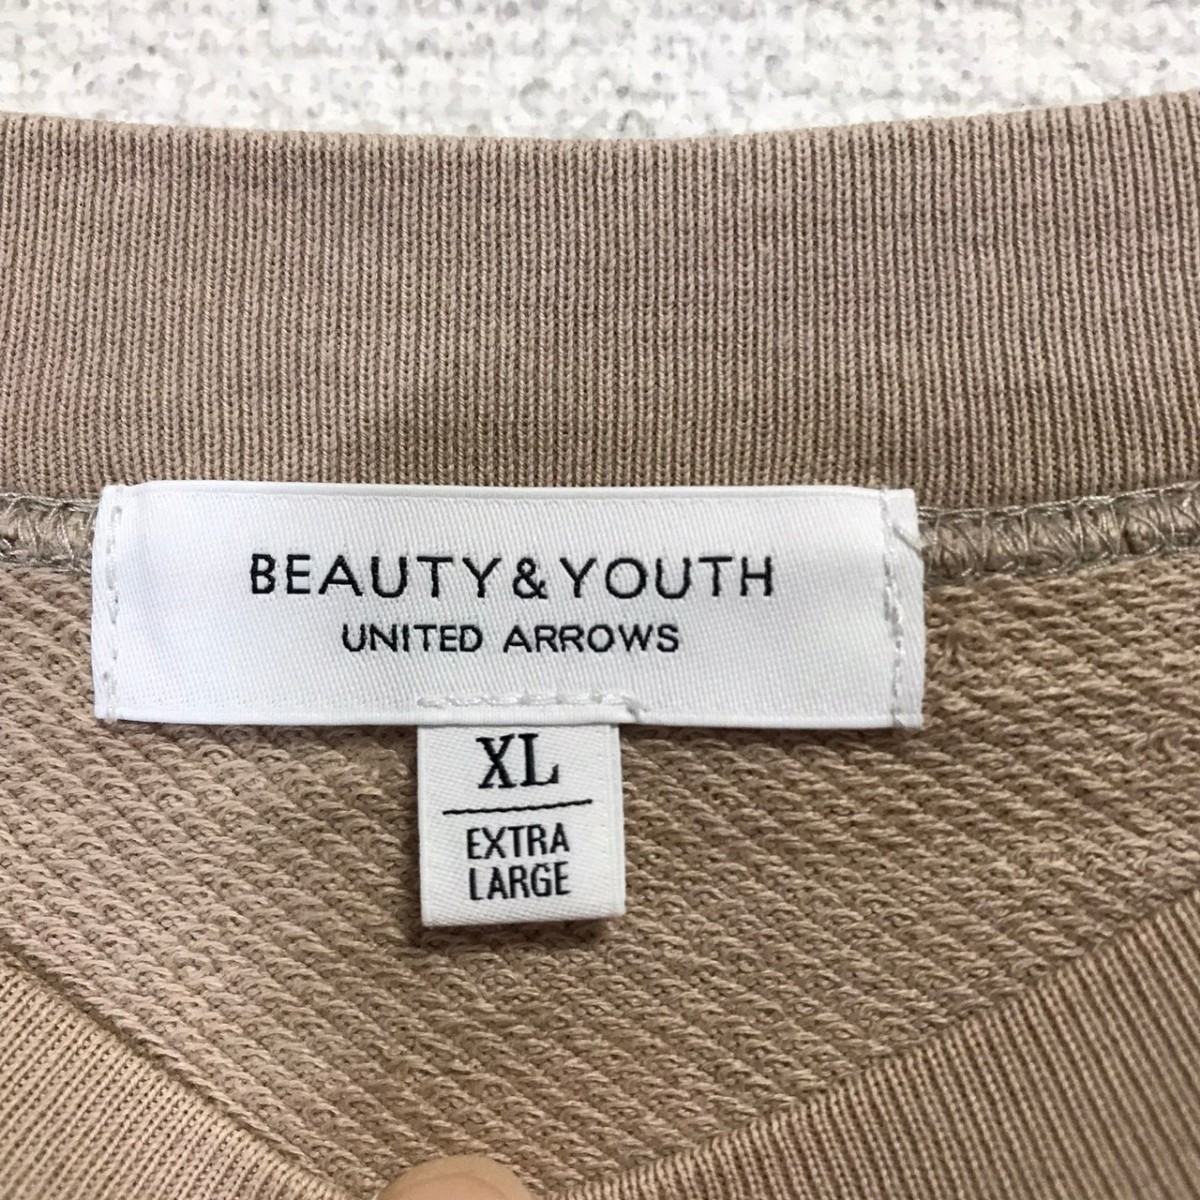 BEAUTY&YOUTH
UNITED ARROWS
XL
EXTRA
LARGE